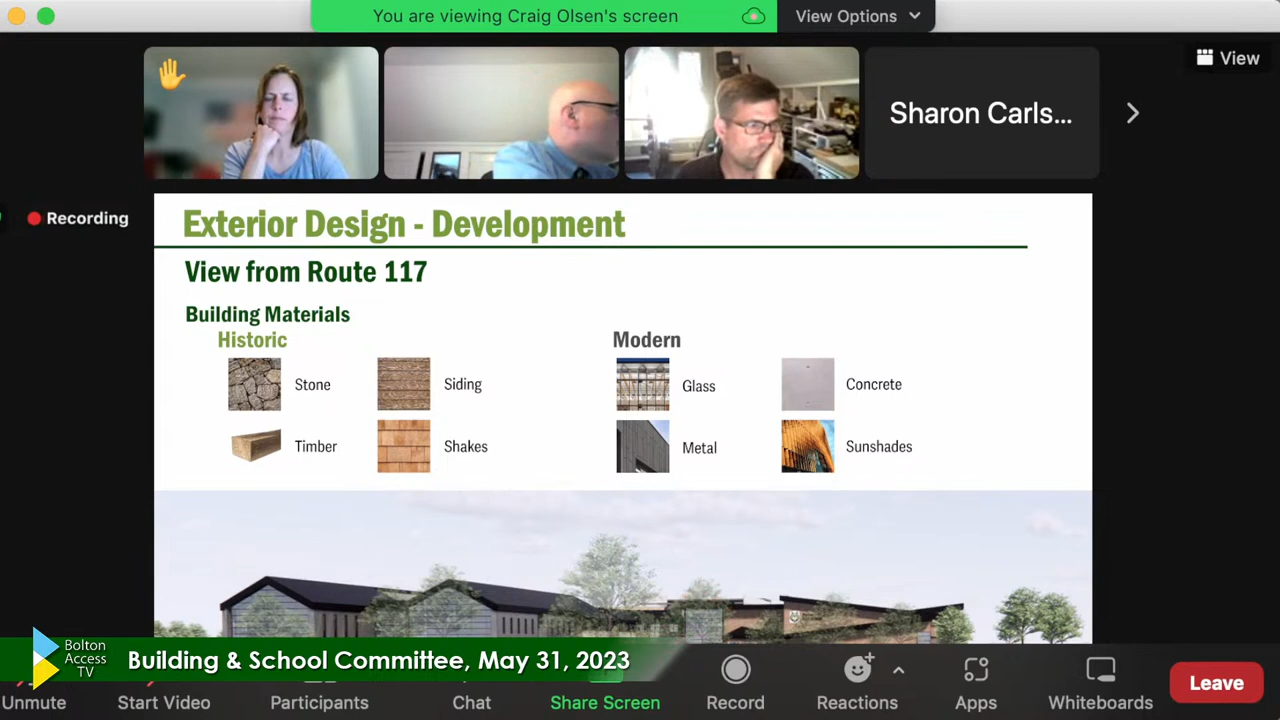 You are viewing Craig Olsen's screen
View Options
View
Sharon Carls...
Recording
Exterior Design - Development
View from Route 117
Building Materials
Historic
Modern
Stone
Siding
Glass
Concrete
Timber
Shakes
Metal
Sunshades
Bolton
Access
TV
Building & School Committee, May 31, 2023
Unmute
Start Video
Participants
Chat
Share Screen
Record
Reactions
Apps
Whiteboards
Leave